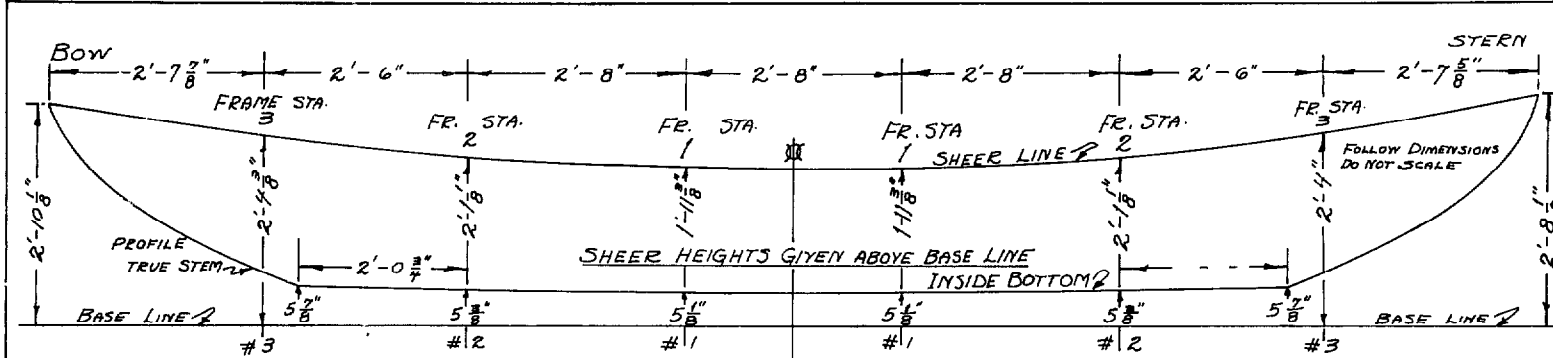 BOW
STERN
2'-7 7/8"
2'-6"
2'-8"
2'-8"
2'-8"
2'-6"
2'-7 5/8"
FRAME STA.
3
FR. STA.
2
FR. STA.
1
FR. STA
1
FR. STA.
2
FR. STA.
3
SHEER LINE
FOLLOW DIMENSIONS
DO NOT SCALE
2'-10 1/8"
2'-4 3/8"
2'-1 1/8"
1'-11 3/8"
1'-11 3/8"
2'-1 1/8"
2'-4"
2'-8 1/2"
PROFILE
TRUE STEM
2'-0 3/4"
SHEER HEIGHTS GIVEN ABOVE BASE LINE
INSIDE BOTTOM
5 7/8"
5 3/8"
5 1/8"
5 1/8"
5 3/8"
5 7/8"
BASE LINE
BASE LINE
#3
#2
#1
#1
#2
#3